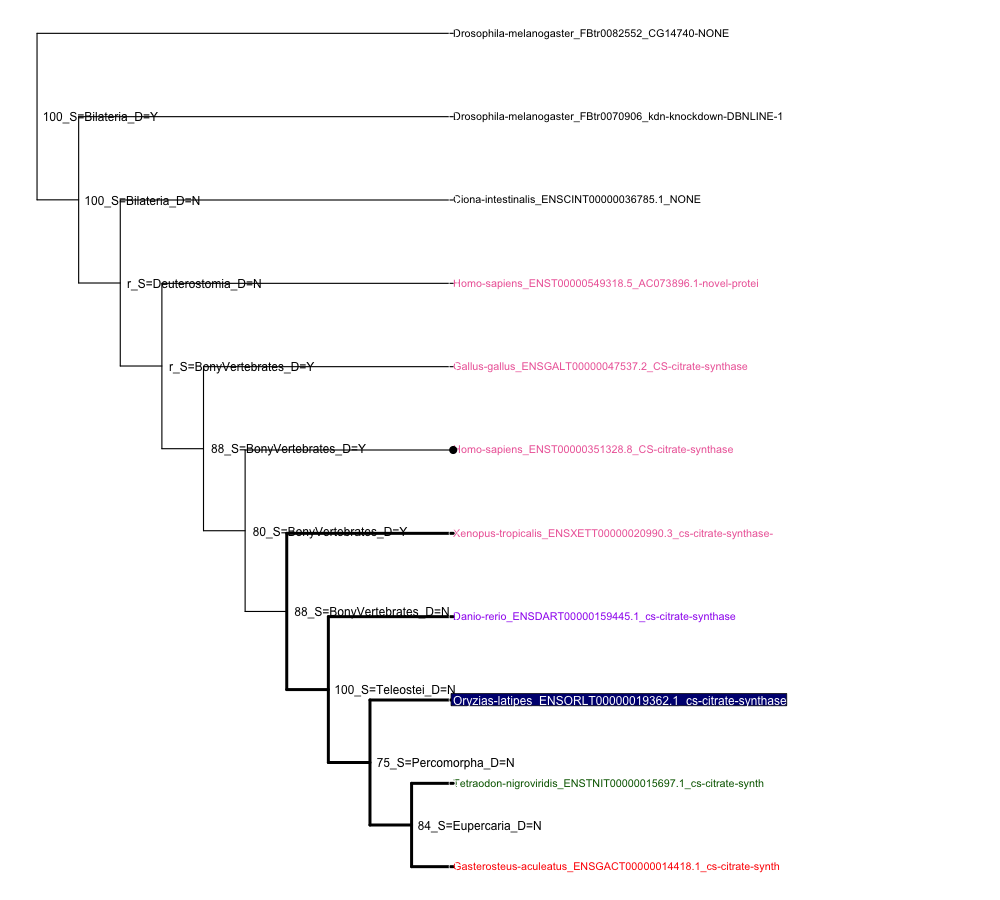 Drosophila-melanogaster_FBtr0082552_CG14740-NONE
100_S=Bilateria_D=Y
Drosophila-melanogaster_FBtr0070906_kdn-knockdown-DBNLINE-1
100_S=Bilateria_D=N
Ciona-intestinalis_ENSCINT00000036785.1_NONE
r_S=Deuterostomia_D=N
Homo-sapiens_ENST00000549318.5_AC073896.1-novel-protei
r_S=BonyVertebrates_D=Y
Gallus-gallus_ENSGALT00000047537.2_CS-citrate-synthase
88_S=BonyVertebrates_D=Y
Homo-sapiens_ENST00000351328.8_CS-citrate-synthase
80_S=BonyVertebrates_D=Y
Xenopus-tropicalis_ENSXETT00000020990.3_cs-citrate-synthase-
88_S=BonyVertebrates_D=N
Danio-rerio_ENSDART00000159445.1_cs-citrate-synthase
100_S=Teleostei_D=N
Oryzias-latipes_ENSORLT00000019362.1_cs-citrate-synthase
75_S=Percomorpha_D=N
Tetraodon-nigroviridis_ENSTNIT00000015697.1_cs-citrate-synth
84_S=Eupercaria_D=N
Gasterosteus-aculeatus_ENSGACT00000014418.1_cs-citrate-synth